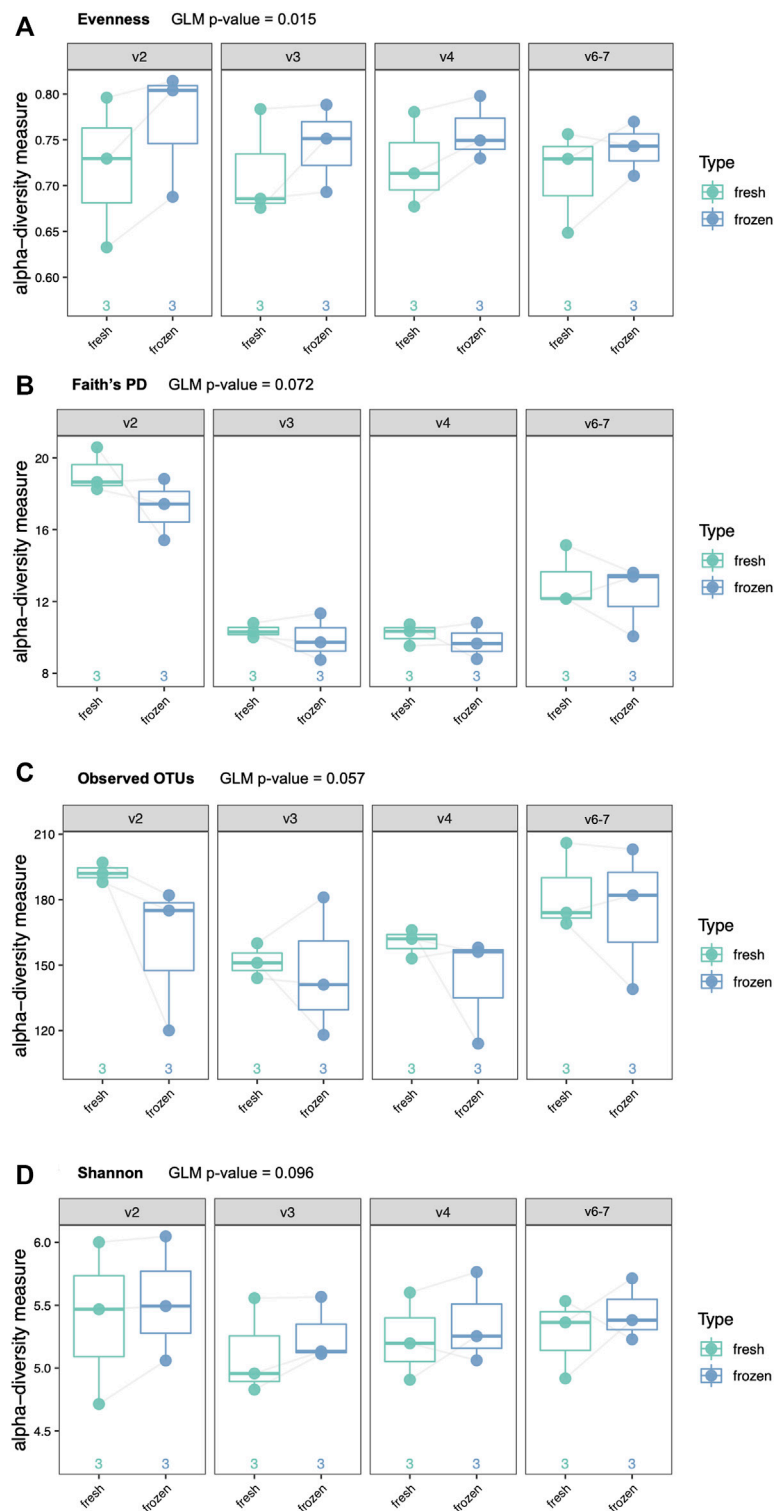 A Evenness GLM p-value = 0.015
v2 v3 v4 v6-7
alpha-diversity measure
0.80
0.75
0.70
0.65
0.60
3 3 3 3 3 3 3 3
fresh frozen fresh frozen fresh frozen fresh frozen
Type
fresh
frozen
B Faith's PD GLM p-value = 0.072
v2 v3 v4 v6-7
alpha-diversity measure
20
16
12
8
3 3 3 3 3 3 3 3
fresh frozen fresh frozen fresh frozen fresh frozen
Type
fresh
frozen
C Observed OTUs GLM p-value = 0.057
v2 v3 v4 v6-7
alpha-diversity measure
210
180
150
120
3 3 3 3 3 3 3 3
fresh frozen fresh frozen fresh frozen fresh frozen
Type
fresh
frozen
D Shannon GLM p-value = 0.096
v2 v3 v4 v6-7
alpha-diversity measure
6.0
5.5
5.0
4.5
3 3 3 3 3 3 3 3
fresh frozen fresh frozen fresh frozen fresh frozen
Type
fresh
frozen